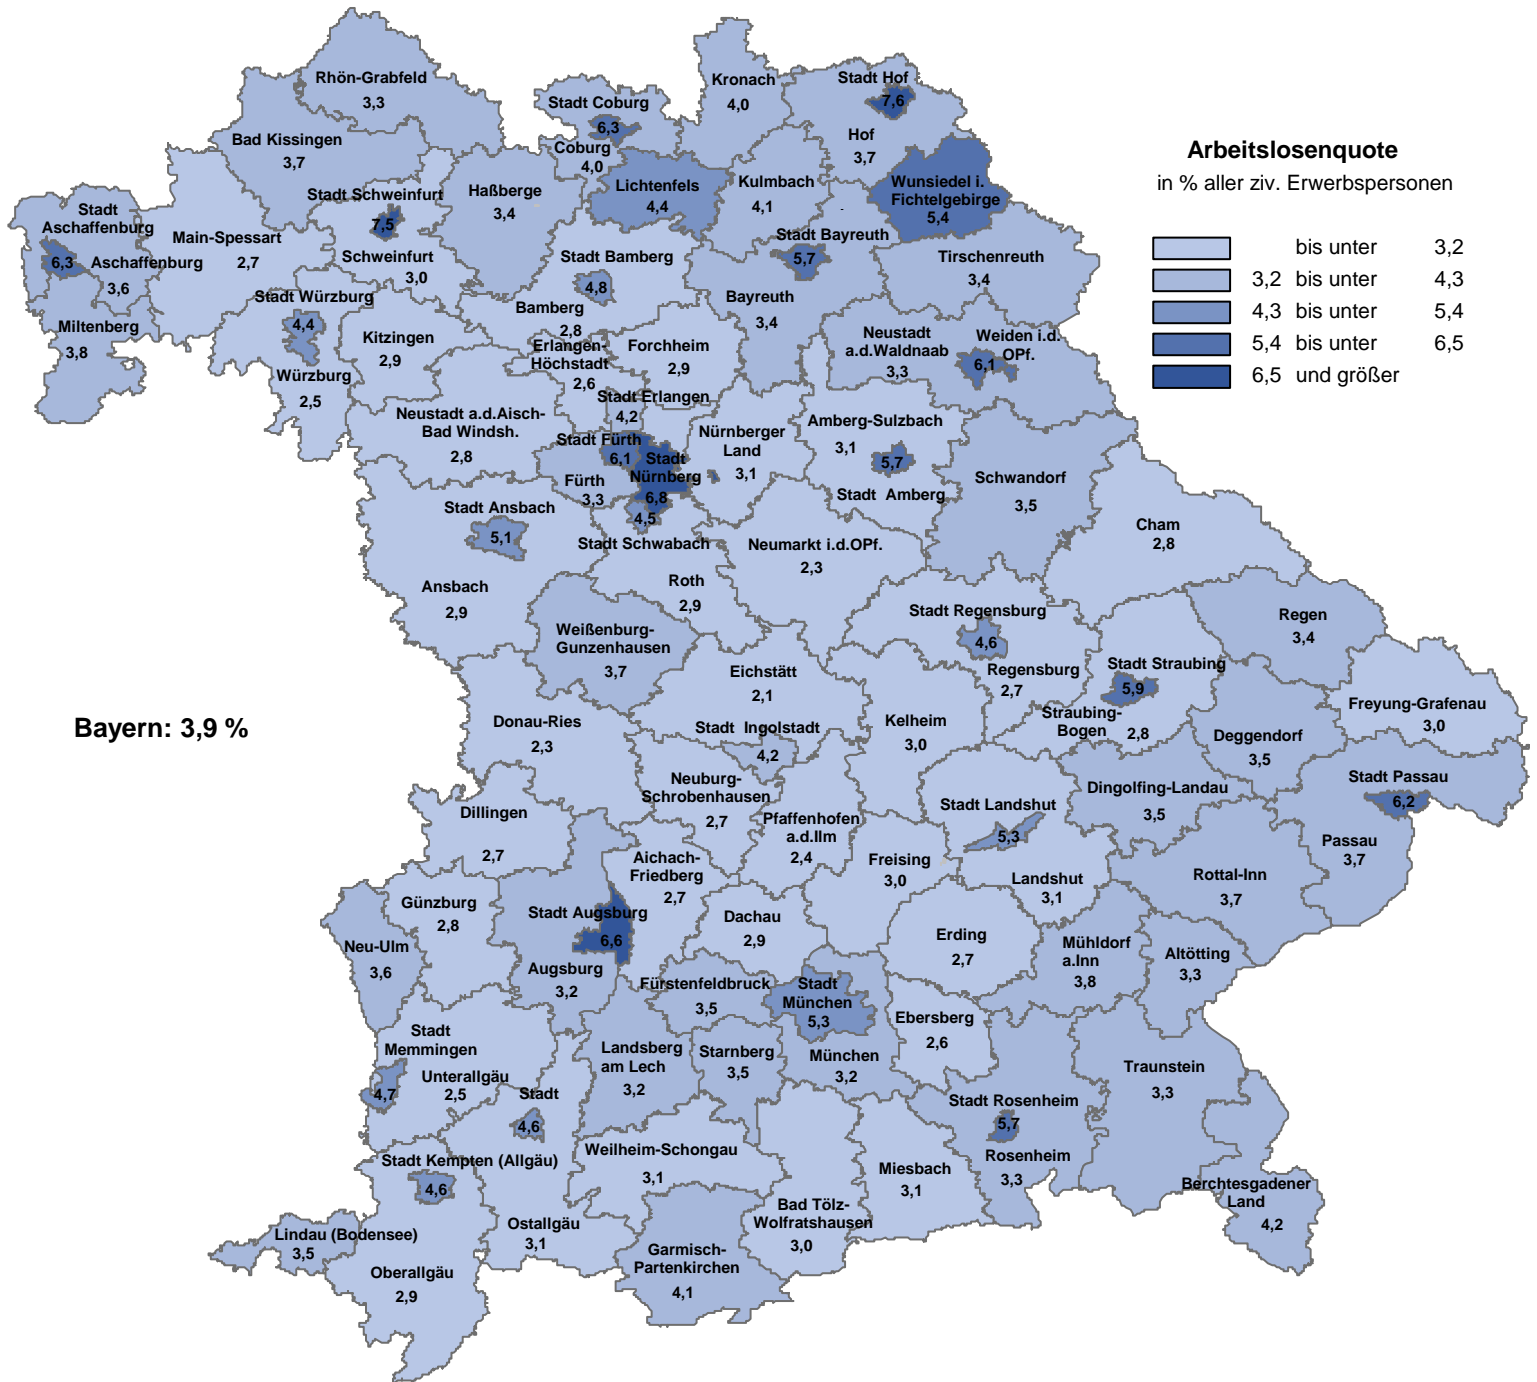 Rhön-Grabfeld
3,3
Kronach
4,0
Stadt Hof
7,6
Stadt Coburg
6,3
Hof
3,7
Bad Kissingen
3,7
Coburg
4,0
Arbeitslosenquote
in % aller ziv. Erwerbspersonen
bis unter 3,2
3,2 bis unter 4,3
4,3 bis unter 5,4
5,4 bis unter 6,5
6,5 und größer
Stadt Schweinfurt
7,5
Haßberge
3,4
Lichtenfels
4,4
Kulmbach
4,1
Wunsiedel i.
Fichtelgebirge
5,4
Stadt
Aschaffenburg
6,3
Main-Spessart
2,7
Aschaffenburg
3,6
Schweinfurt
3,0
Stadt Bamberg
4,8
Stadt Bayreuth
5,7
Tirschenreuth
3,4
Stadt Würzburg
4,4
Bamberg
2,8
Bayreuth
3,4
Miltenberg
3,8
Kitzingen
2,9
Erlangen-
Höchstadt
2,6
Forchheim
2,9
Neustadt
a.d.Waldnaab
3,3
Weiden i.d.
OPf.
6,1
Würzburg
2,5
Stadt Erlangen
4,2
Neustadt a.d.Aisch-
Bad Windsh.
2,8
Stadt Fürth
6,1
Stadt
Nürnberg
6,8
Nürnberger
Land
3,1
Amberg-Sulzbach
3,1
5,7
Stadt Amberg
Fürth
3,3
Schwandorf
3,5
Stadt Ansbach
5,1
4,5
Stadt Schwabach
Neumarkt i.d.OPf.
2,3
Cham
2,8
Ansbach
2,9
Roth
2,9
Stadt Regensburg
4,6
Regen
3,4
Weißenburg-
Gunzenhausen
3,7
Eichstätt
2,1
Regensburg
2,7
Stadt Straubing
5,9
Freyung-Grafenau
3,0
Bayern: 3,9 %
Donau-Ries
2,3
Stadt Ingolstadt
4,2
Kelheim
3,0
Straubing-
Bogen
2,8
Deggendorf
3,5
Neuburg-
Schrobenhausen
2,7
Dingolfing-Landau
3,5
Stadt Passau
6,2
Dillingen
2,7
Pfaffenhofen
a.d.Ilm
2,4
Stadt Landshut
5,3
Passau
3,7
Aichach-
Friedberg
2,7
Freising
3,0
Landshut
3,1
Rottal-Inn
3,7
Günzburg
2,8
Stadt Augsburg
6,6
Dachau
2,9
Erding
2,7
Mühldorf
a.Inn
3,8
Altötting
3,3
Neu-Ulm
3,6
Augsburg
3,2
Fürstenfeldbruck
3,5
Stadt
München
5,3
Ebersberg
2,6
Stadt
Memmingen
4,7
Landsberg
am Lech
3,2
Starnberg
3,5
München
3,2
Traunstein
3,3
Unterallgäu
2,5
Stadt
4,6
Stadt Rosenheim
5,7
Stadt Kempten (Allgäu)
4,6
Weilheim-Schongau
3,1
Miesbach
3,1
Rosenheim
3,3
Berchtesgadener
Land
4,2
Lindau (Bodensee)
3,5
Ostallgäu
3,1
Bad Tölz-
Wolfratshausen
3,0
Oberallgäu
2,9
Garmisch-
Partenkirchen
4,1